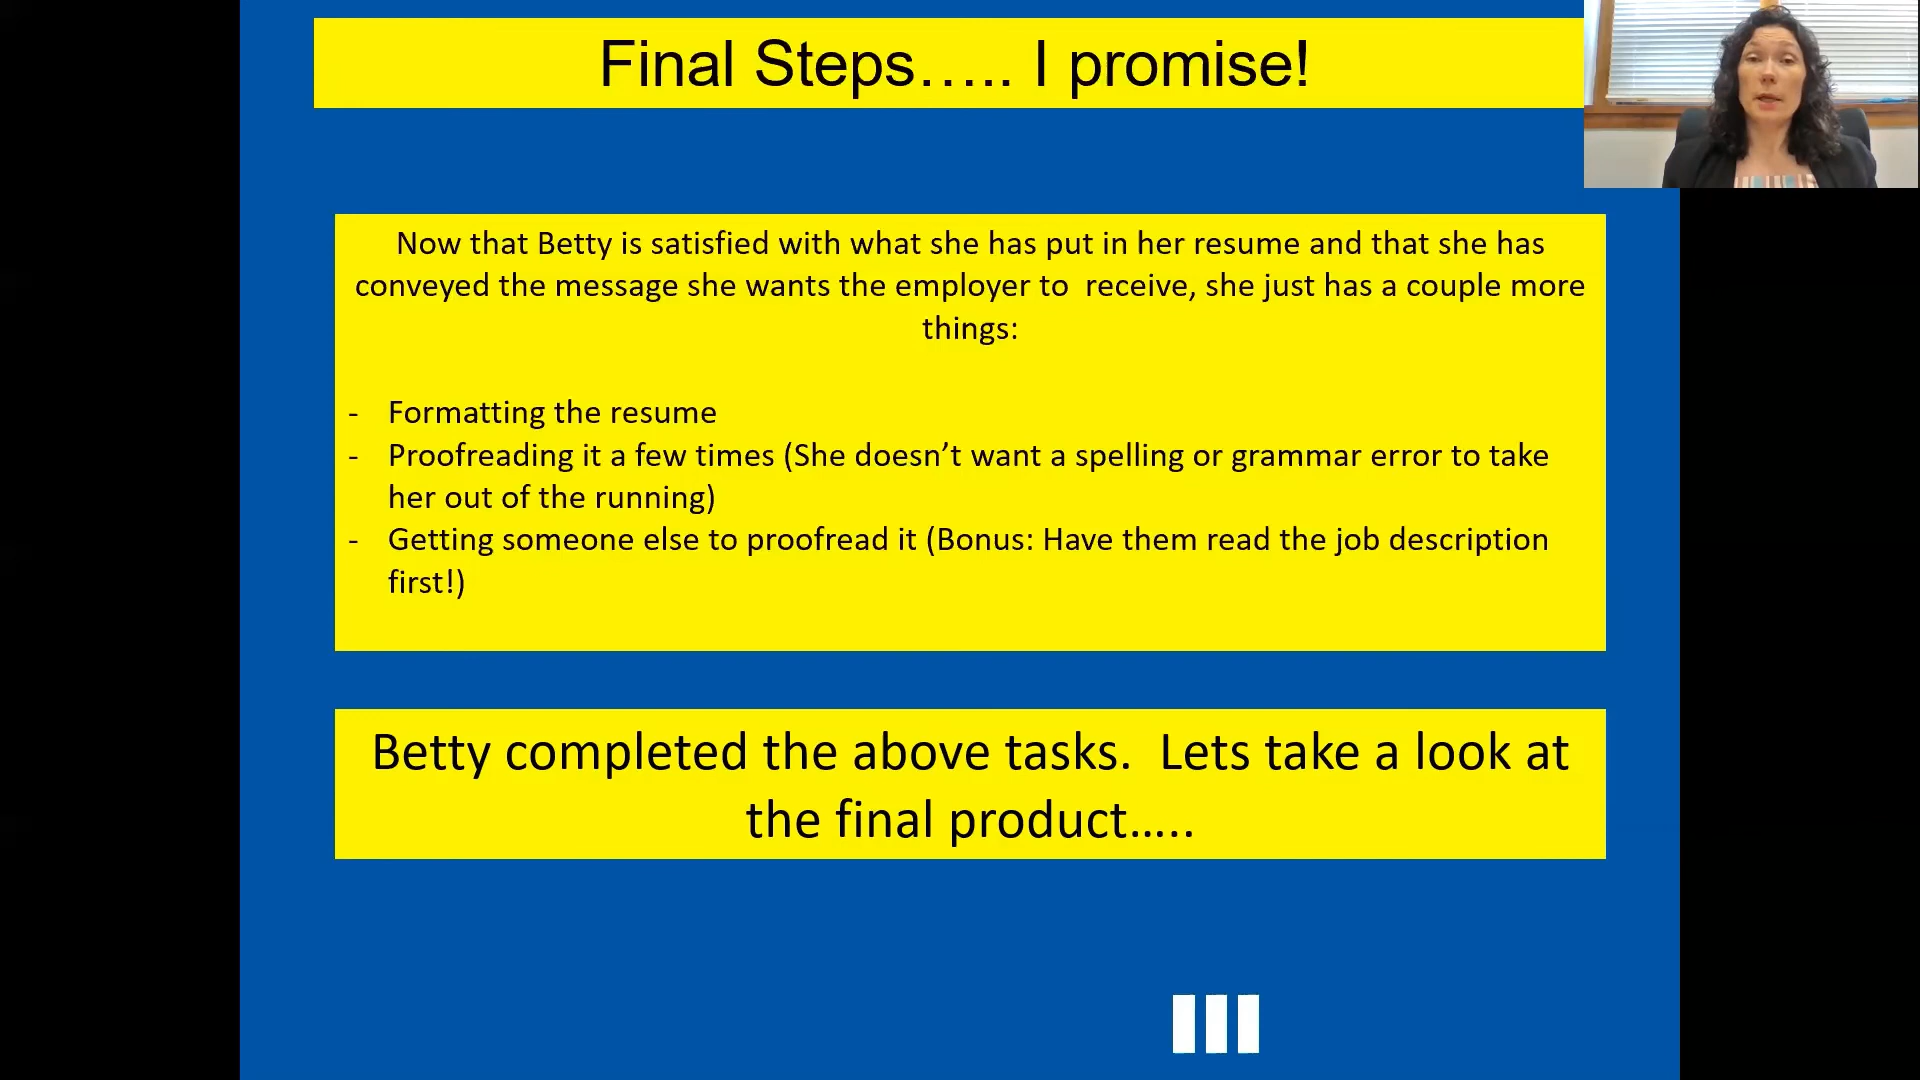 Final Steps….. I promise!
Now that Betty is satisfied with what she has put in her resume and that she has
conveyed the message she wants the employer to  receive, she just has a couple more
things:
- Formatting the resume
- Proofreading it a few times (She doesn’t want a spelling or grammar error to take
her out of the running)
- Getting someone else to proofread it (Bonus: Have them read the job description
first!)
Betty completed the above tasks.  Lets take a look at
the final product…..